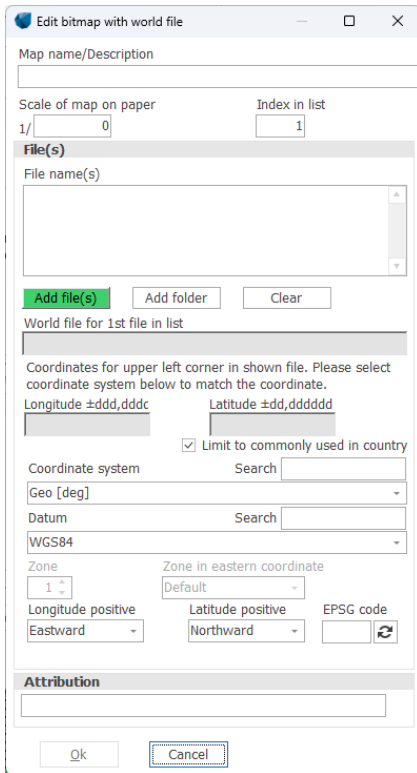 Edit bitmap with world file
Map name/Description
Scale of map on paper Index in list
1/ 0 1
File(s)
File name(s)
Add file(s) Add folder Clear
World file for 1st file in list
Coordinates for upper left corner in shown file. Please select
coordinate system below to match the coordinate.
Longitude ±ddd,dddc Latitude ±dd,dddddd
Limit to commonly used in country
Coordinate system Search
Geo [deg]
Datum Search
WGS84
Zone Zone in eastern coordinate
1 Default
Longitude positive Latitude positive EPSG code
Eastward Northward
Attribution
Ok Cancel